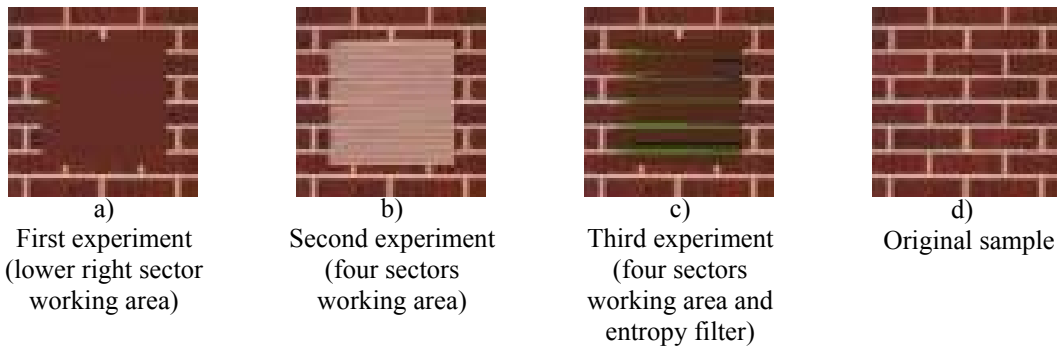 a)
First experiment
(lower right sector
working area)
b)
Second experiment
(four sectors
working area)
c)
Third experiment
(four sectors
working area and
entropy filter)
d)
Original sample